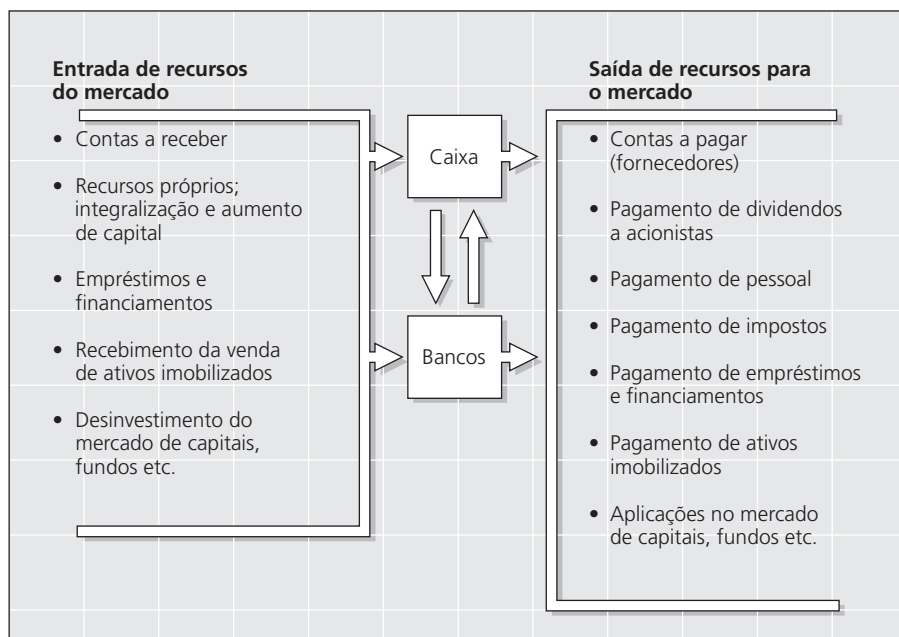 Entrada de recursos
do mercado
• Contas a receber
• Recursos próprios;
integralização e aumento
de capital
• Empréstimos e
financiamentos
• Recebimento da venda
de ativos imobilizados
• Desinvestimento do
mercado de capitais,
fundos etc.
Caixa
Bancos
Saída de recursos para
o mercado
• Contas a pagar
(fornecedores)
• Pagamento de dividendos
a acionistas
• Pagamento de pessoal
• Pagamento de impostos
• Pagamento de empréstimos
e financiamentos
• Pagamento de ativos
imobilizados
• Aplicações no mercado
de capitais, fundos etc.